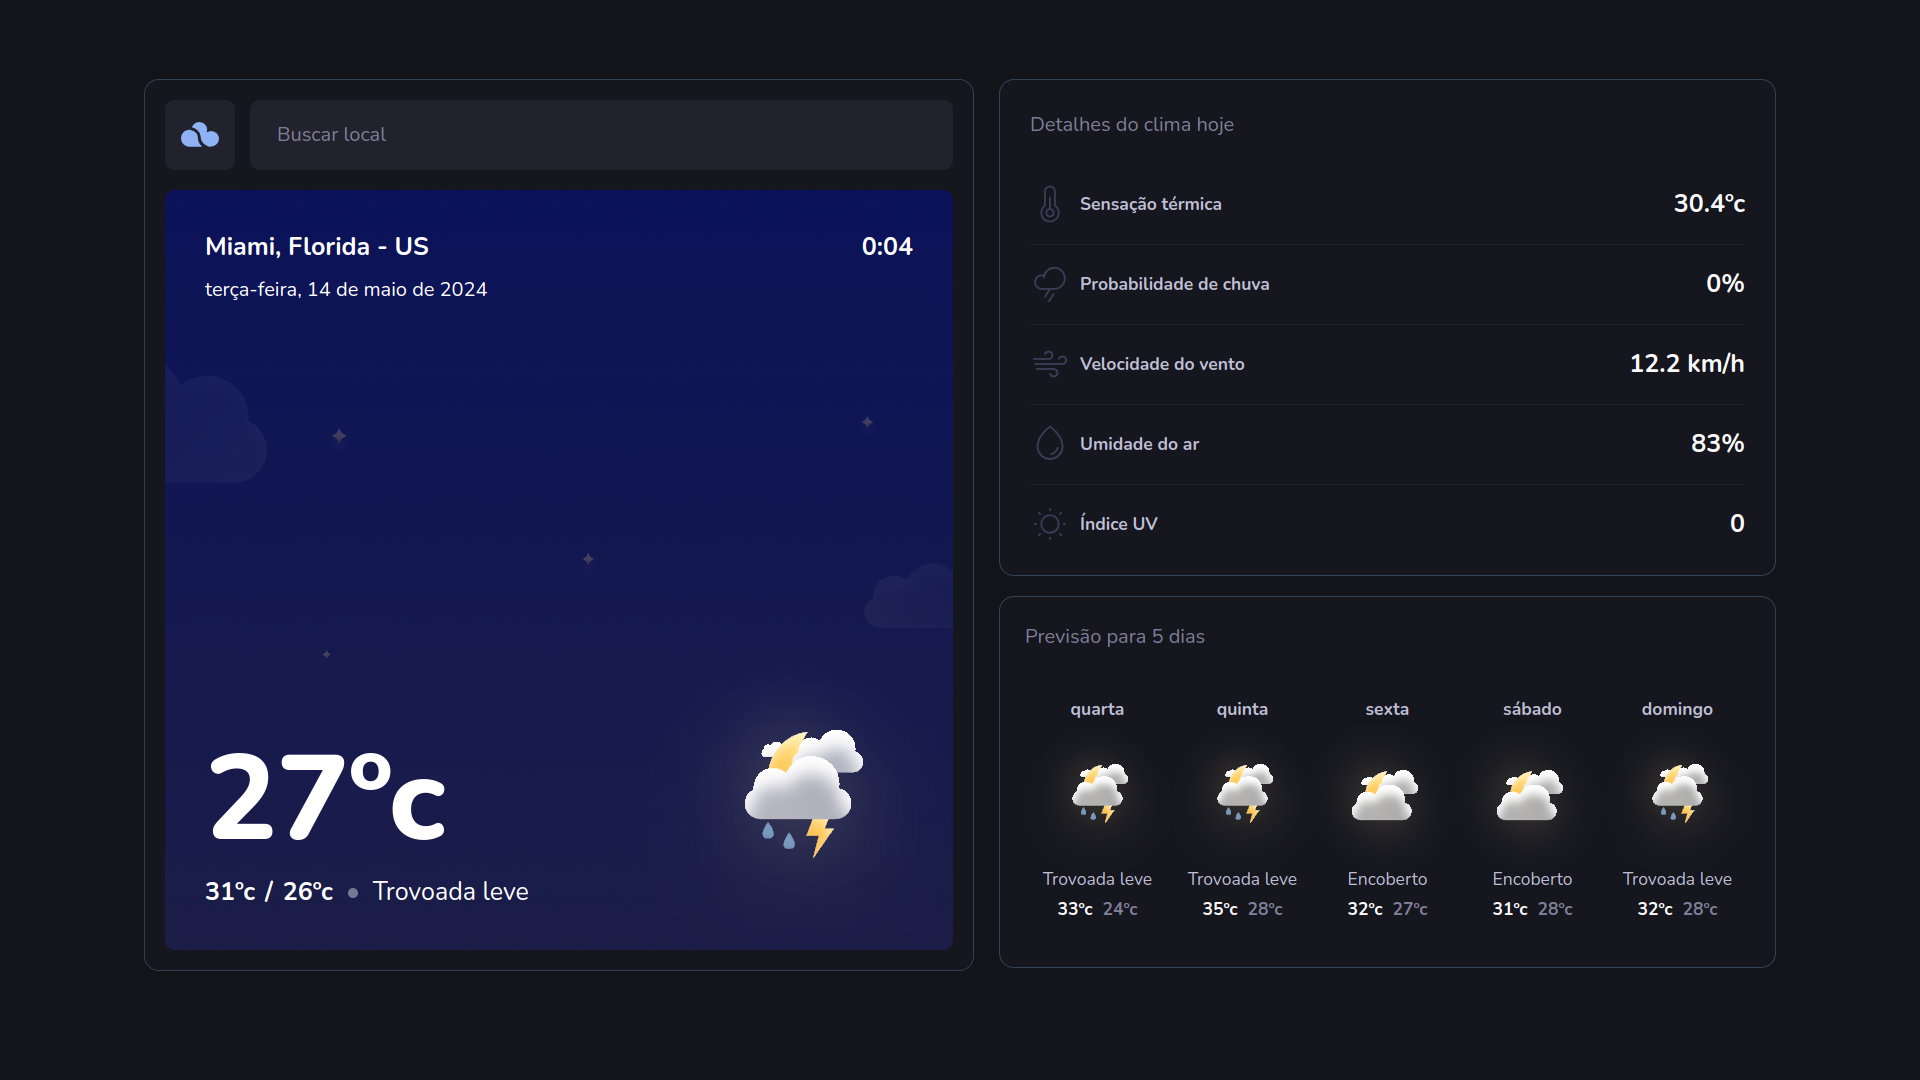 Buscar local
Miami, Florida - US
0:04
terça-feira, 14 de maio de 2024
27°c
31°c / 26°c • Trovoada leve
Detalhes do clima hoje
Sensação térmica 30.4°c
Probabilidade de chuva 0%
Velocidade do vento 12.2 km/h
Umidade do ar 83%
Índice UV 0
Previsão para 5 dias
quarta quinta sexta sábado domingo
Trovoada leve Trovoada leve Encoberto Encoberto Trovoada leve
33°c 24°c 35°c 28°c 32°c 27°c 31°c 28°c 32°c 28°c